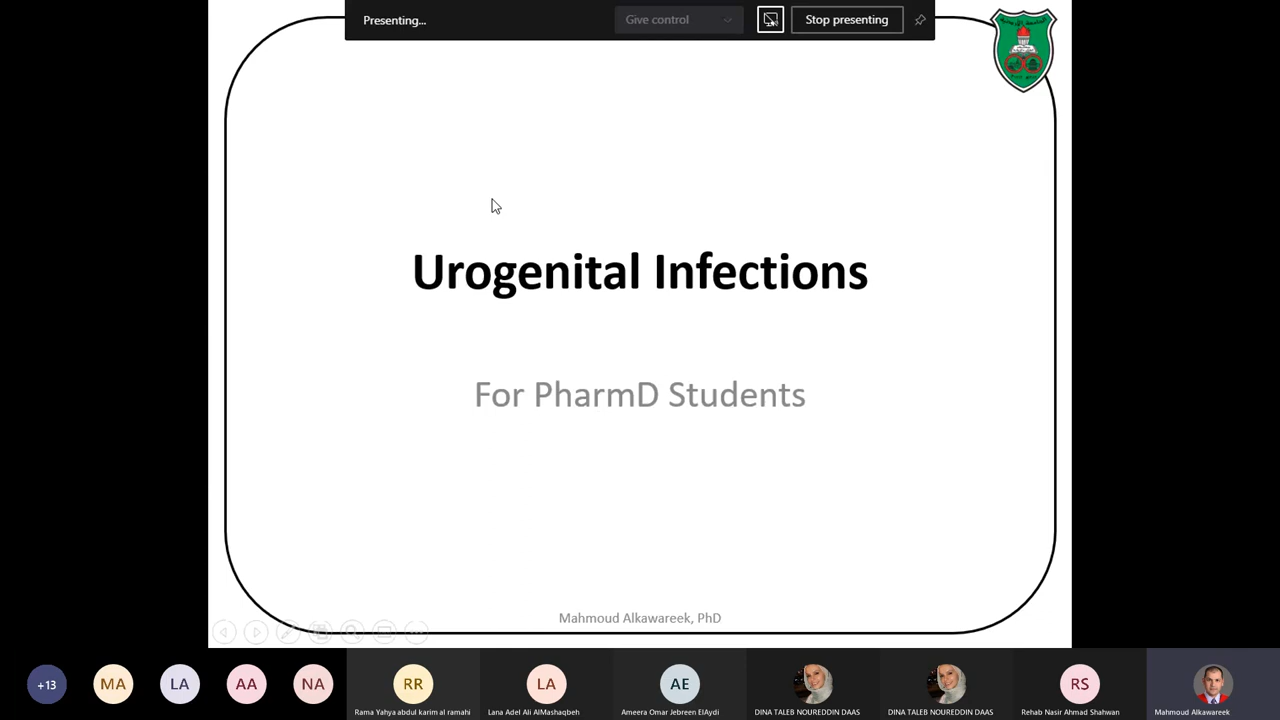 Presenting...
Give control
Stop presenting
Urogenital Infections
For PharmD Students
Mahmoud Alkawareek, PhD
+13
MA
LA
AA
NA
RR
LA
AE
RS
Rama Yahya abdul karim al ramahi
Lana Adel Ali AlMashaqbeh
Ameera Omar Jebreen ElAydi
DINA TALEB NOUREDDIN DAAS
DINA TALEB NOUREDDIN DAAS
Rehab Nasir Ahmad Shahwan
Mahmoud Alkawareek